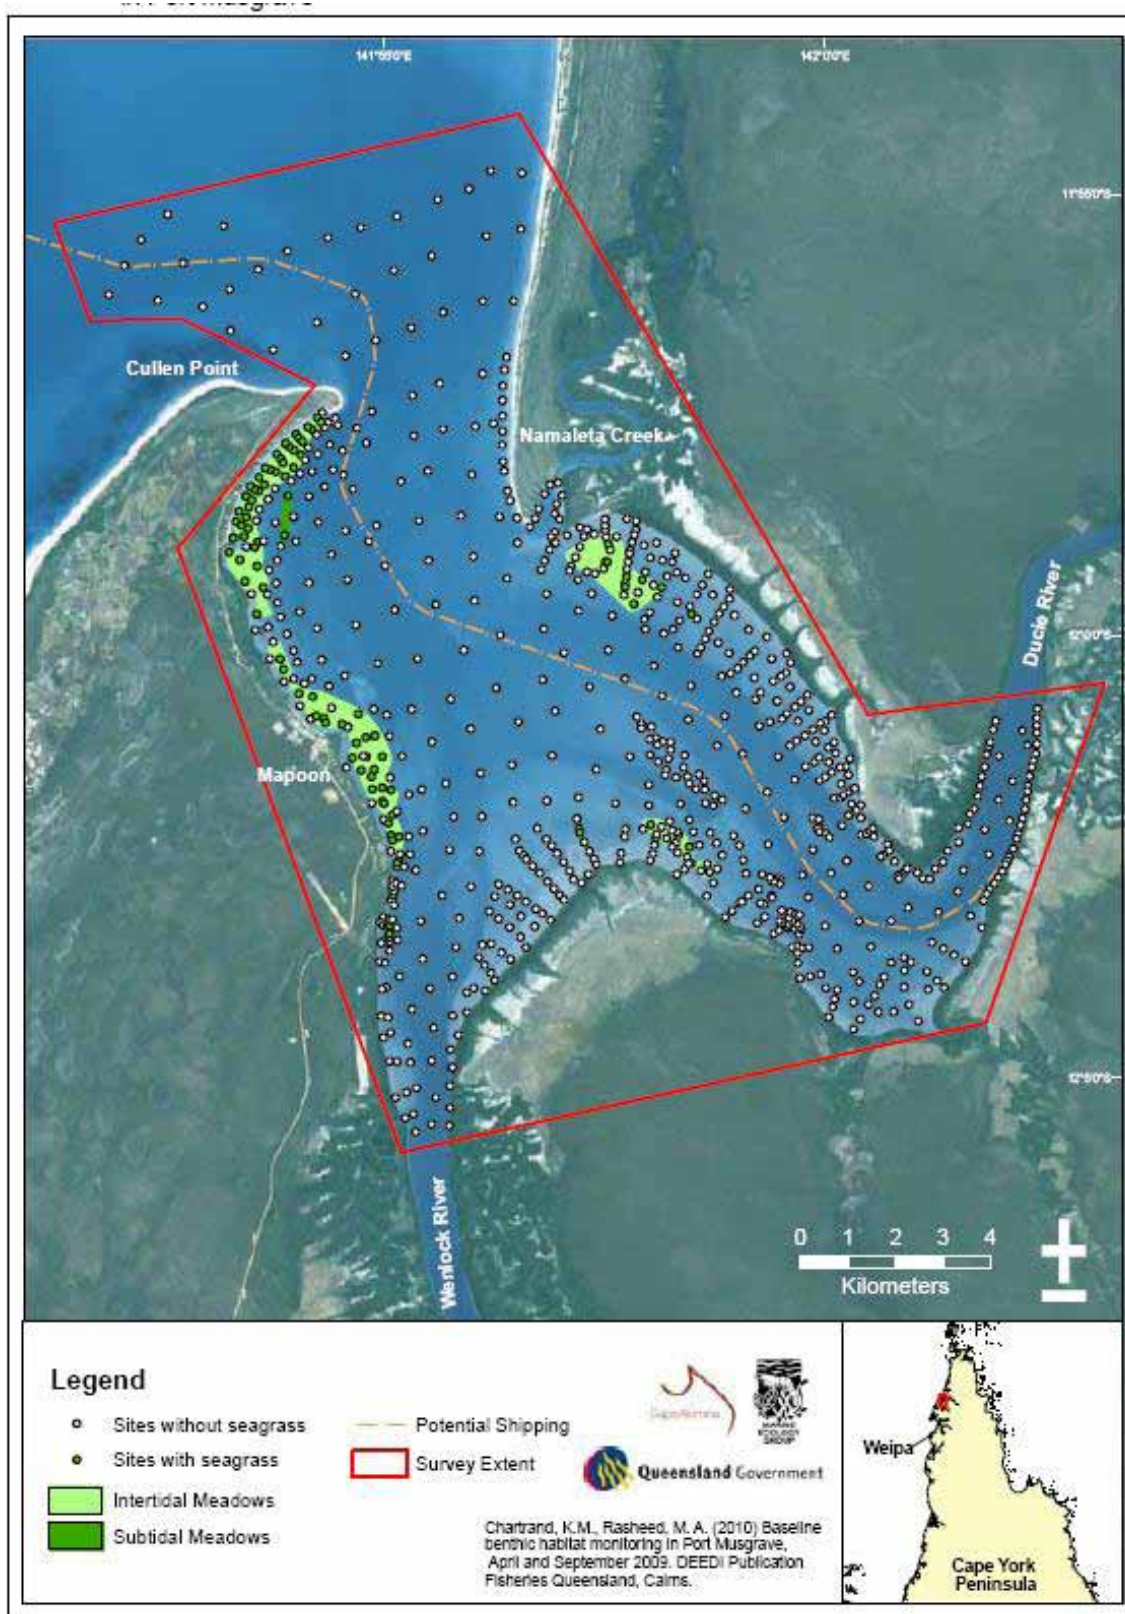 141°55'0"E
142°0'0"E
11°55'0"S
Cullen Point
Namaleta Creek
Ducie River
12°0'0"S
Mapoon
12°5'0"S
Wenlock River
0 1 2 3 4
Kilometers
Legend
Sites without seagrass
Sites with seagrass
Intertidal Meadows
Subtidal Meadows
Potential Shipping
Survey Extent
MARINE
ECOLOGY
GROUP
Queensland Government
Chartrand, K.M., Rasheed, M. A. (2010) Baseline
benthic habitat monitoring in Port Musgrave,
April and September 2009. DEEDI Publication
Fisheries Queensland, Cairns.
Weipa
Cape York
Peninsula